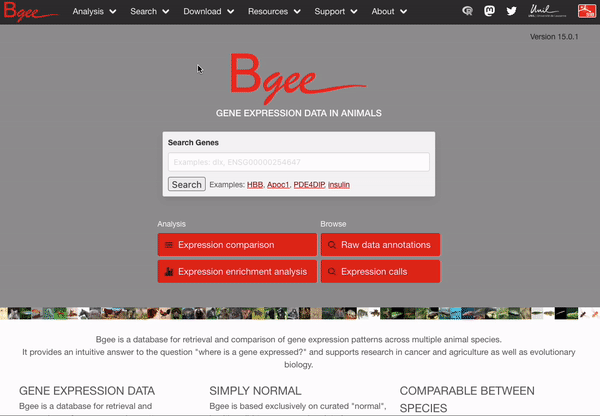 Bgee Analysis Search Download Resources Support About
Version 15.0.1
Bgee
GENE EXPRESSION DATA IN ANIMALS
Search Genes
Examples: dlx, ENSG00000254647
Search Examples: HBB, Apoc1, PDE4DIP, insulin
Analysis Browse
Expression comparison Raw data annotations
Expression enrichment analysis Expression calls
Bgee is a database for retrieval and comparison of gene expression patterns across multiple animal species.
It provides an intuitive answer to the question "where is a gene expressed?" and supports research in cancer and agriculture as well as evolutionary
biology.
GENE EXPRESSION DATA SIMPLY NORMAL COMPARABLE BETWEEN
SPECIES
Bgee is a database for retrieval and Bgee is based exclusively on curated "normal",